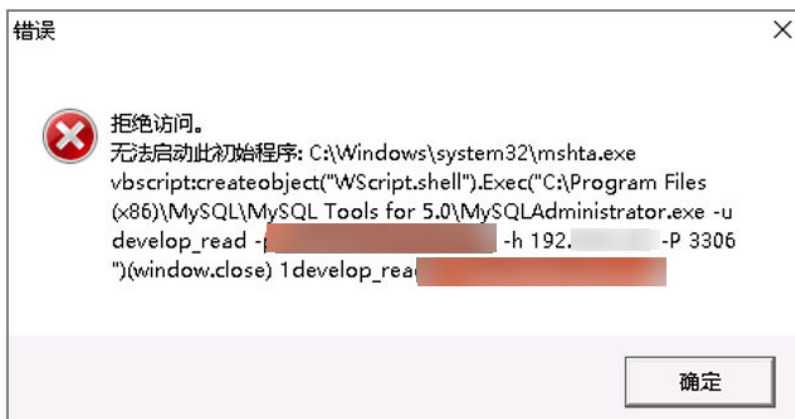 错误
拒绝访问。
无法启动此初始程序: C:\Windows\system32\mshta.exe
vbscript:createobject("WScript.shell").Exec("C:\Program Files
(x86)\MySQL\MySQL Tools for 5.0\MySQLAdministrator.exe -u
develop_read -p -h 192. -P 3306
")(window.close) 1develop_rea
确定